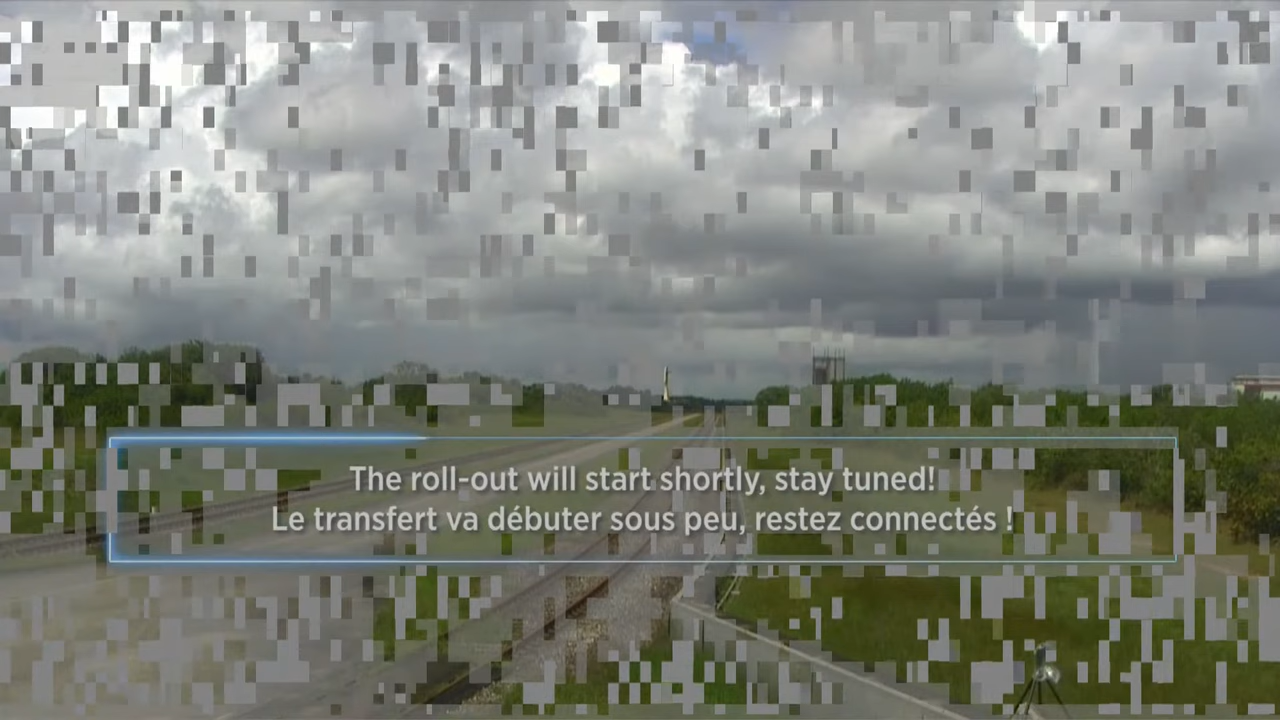 The roll-out will start shortly, stay tuned!
Le transfert va débuter sous peu, restez connectés !